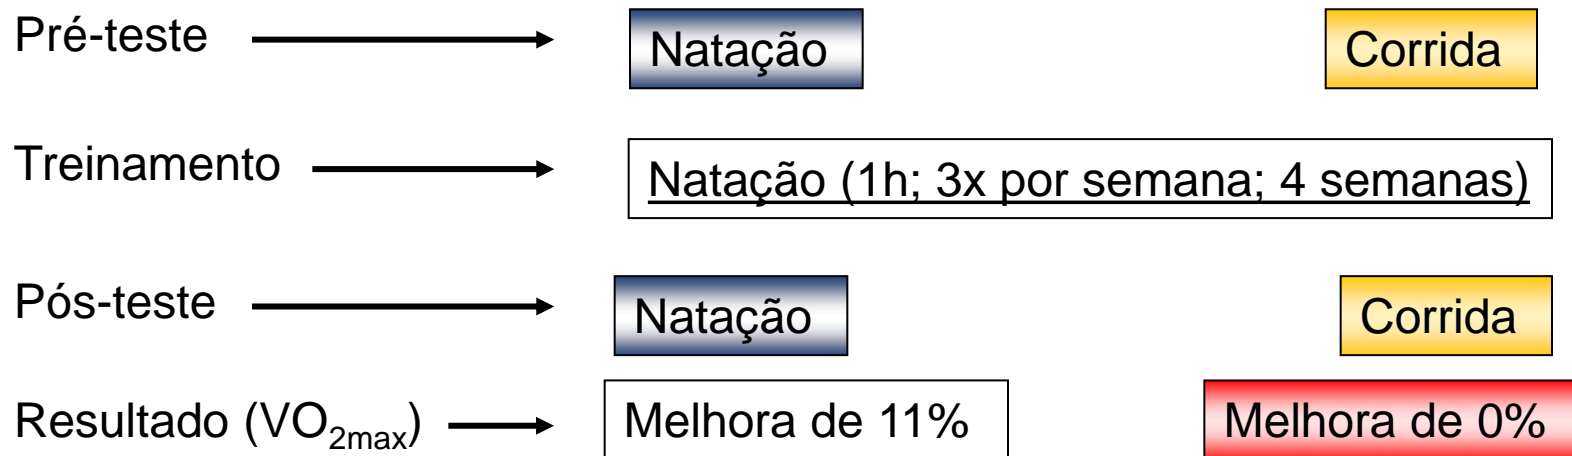 Pré-teste Natação Corrida
Treinamento Natação (1h; 3x por semana; 4 semanas)
Pós-teste Natação Corrida
Resultado (VO2max) Melhora de 11% Melhora de 0%